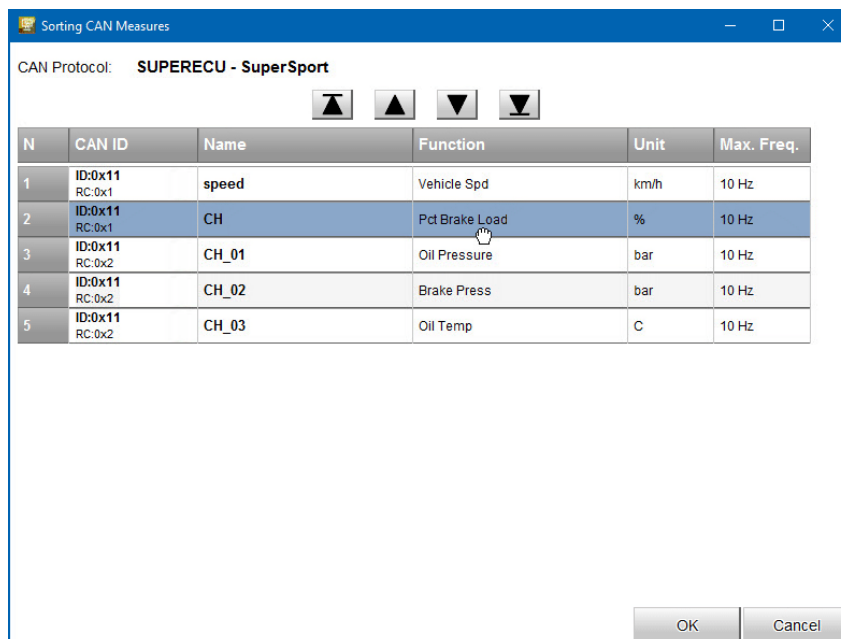 Sorting CAN Measures
CAN Protocol: SUPERECU - SuperSport
N CAN ID Name Function Unit Max. Freq.
1 ID:0x11 RC:0x1 speed Vehicle Spd km/h 10 Hz
2 ID:0x11 RC:0x1 CH Pct Brake Load % 10 Hz
3 ID:0x11 RC:0x2 CH_01 Oil Pressure bar 10 Hz
4 ID:0x11 RC:0x2 CH_02 Brake Press bar 10 Hz
5 ID:0x11 RC:0x2 CH_03 Oil Temp C 10 Hz
OK Cancel